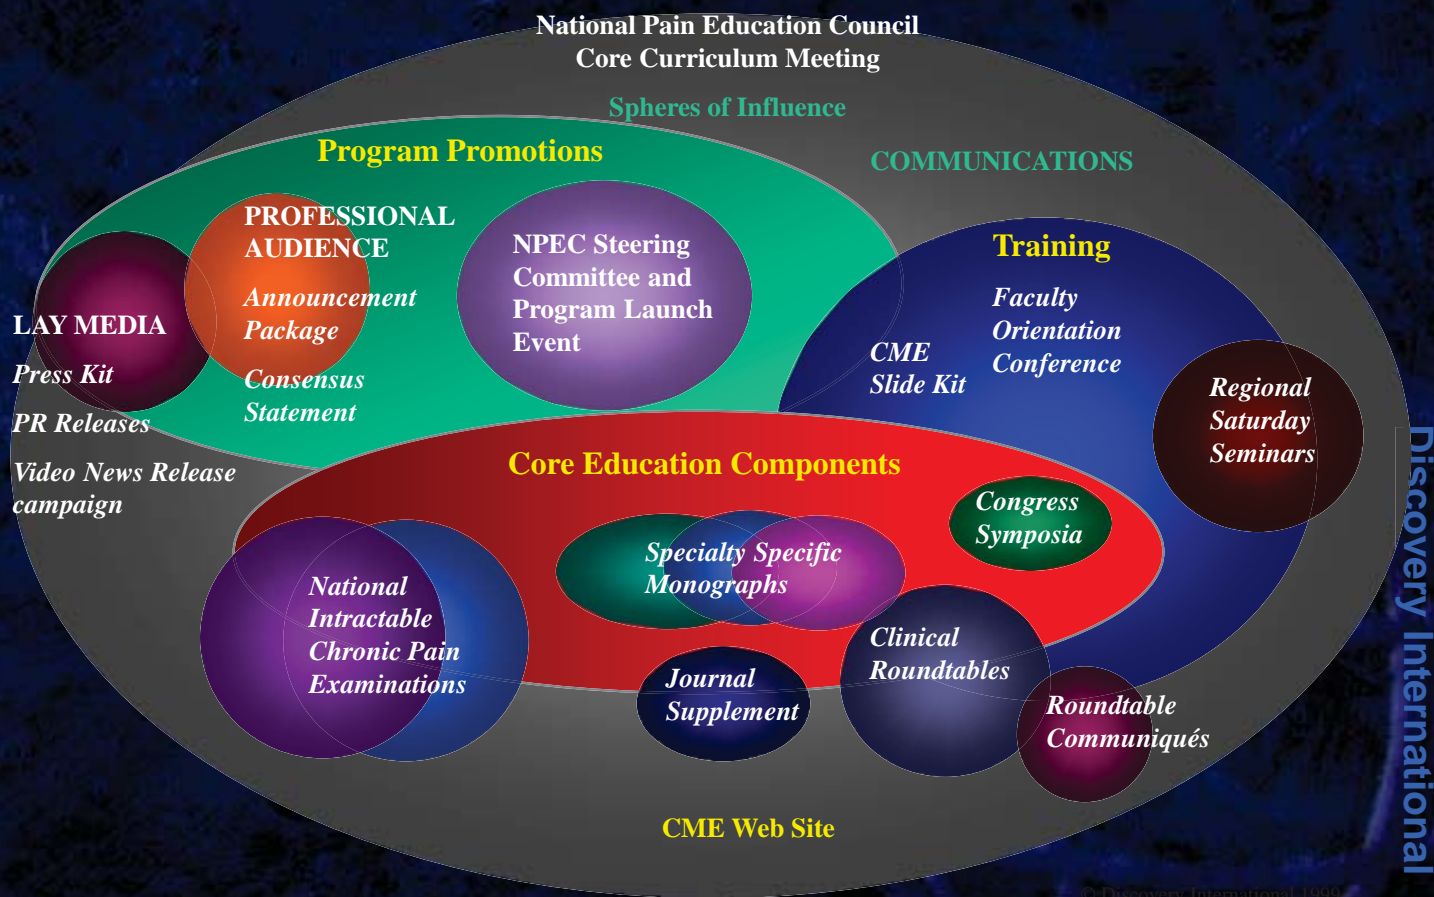 National Pain Education Council
Core Curriculum Meeting
Spheres of Influence
COMMUNICATIONS
Program Promotions
PROFESSIONAL
AUDIENCE
Announcement
Package
Consensus
Statement
NPEC Steering
Committee and
Program Launch
Event
LAY MEDIA
Press Kit
PR Releases
Video News Release
campaign
Training
Faculty
Orientation
Conference
CME
Slide Kit
Regional
Saturday
Seminars
Core Education Components
Congress
Symposia
Specialty Specific
Monographs
National
Intractable
Chronic Pain
Examinations
Clinical
Roundtables
Journal
Supplement
Roundtable
Communiqués
CME Web Site
Discovery International
© Discovery International 1999